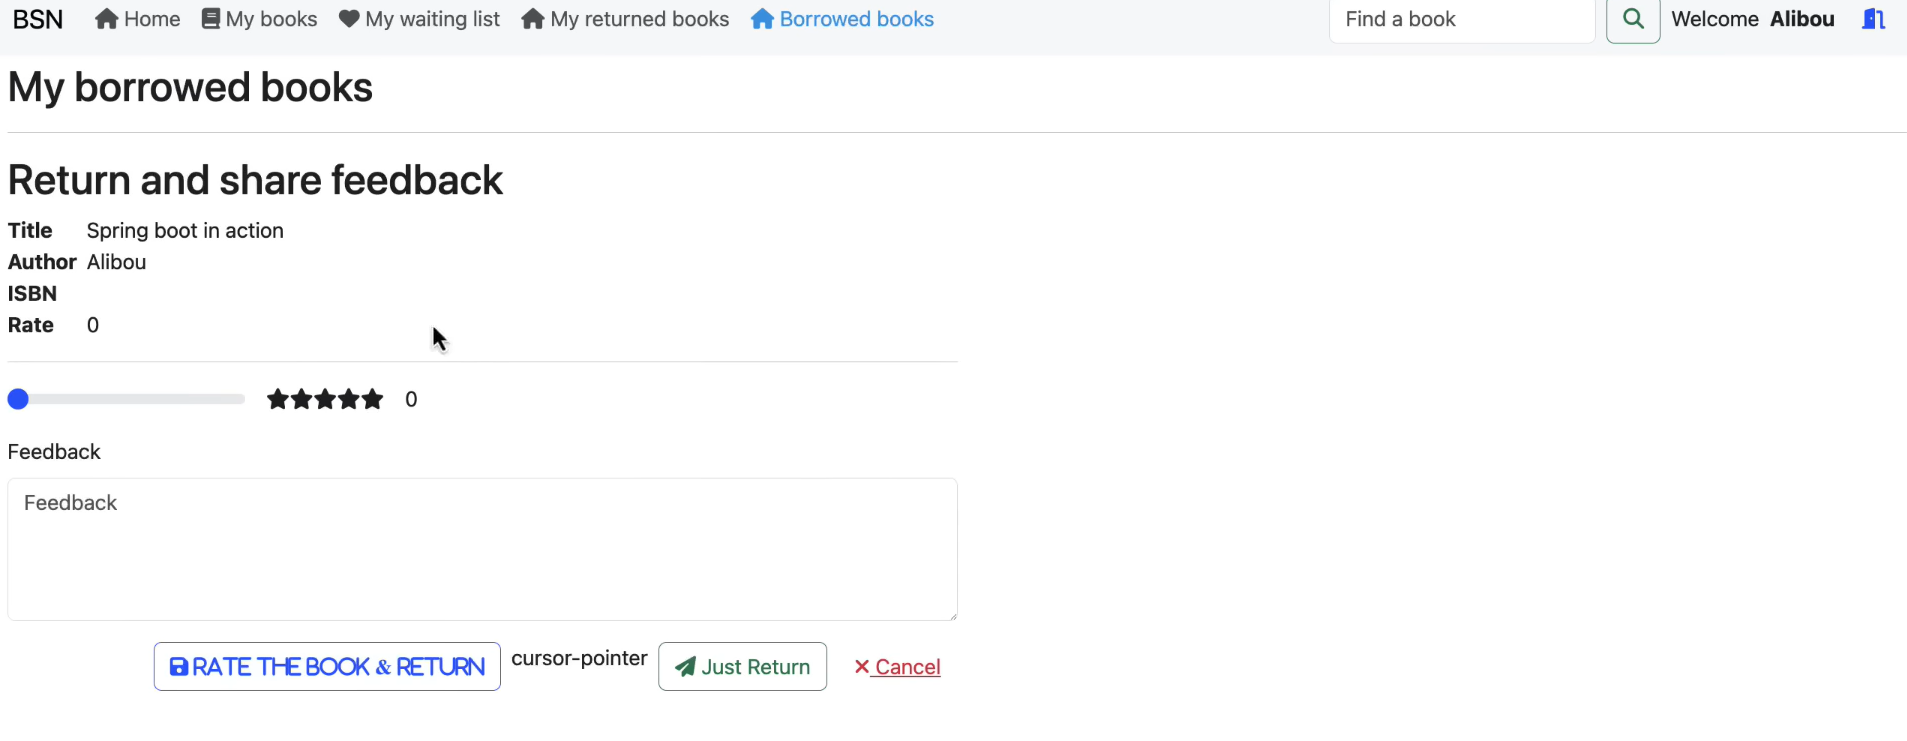 BSN Home My books My waiting list My returned books Borrowed books Find a book Welcome Alibou
My borrowed books
Return and share feedback
Title Spring boot in action
Author Alibou
ISBN
Rate 0
0
Feedback
Feedback
RATE THE BOOK & RETURN cursor-pointer Just Return Cancel